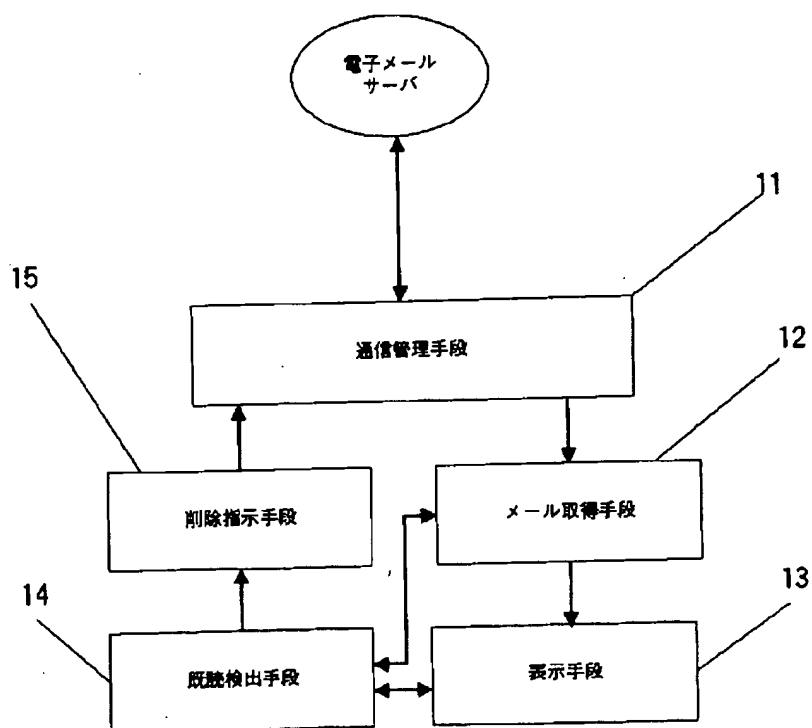 電子メール
サーバ
11
15
通信管理手段
12
削除指示手段
メール取得手段
14
13
既読検出手段
表示手段